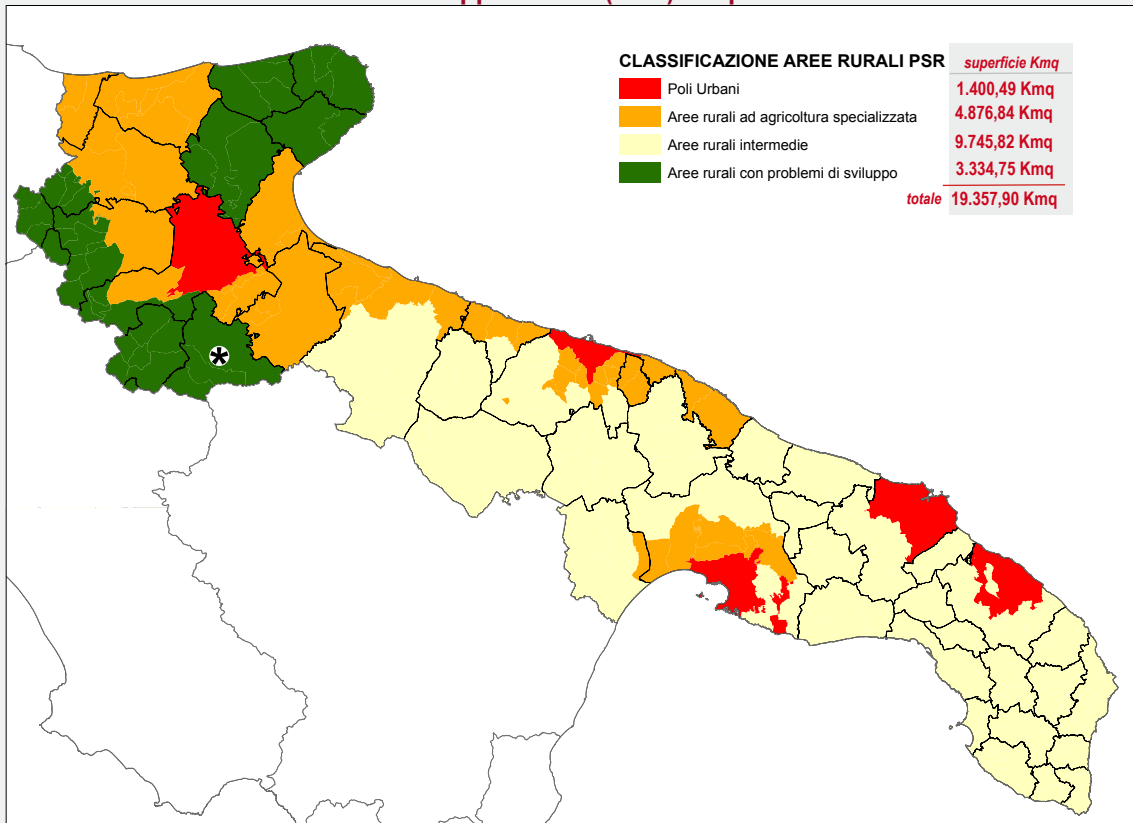 CLASSIFICAZIONE AREE RURALI PSR superficie Kmq
Poli Urbani 1.400,49 Kmq
Aree rurali ad agricoltura specializzata 4.876,84 Kmq
Aree rurali intermedie 9.745,82 Kmq
Aree rurali con problemi di sviluppo 3.334,75 Kmq
totale 19.357,90 Kmq
*